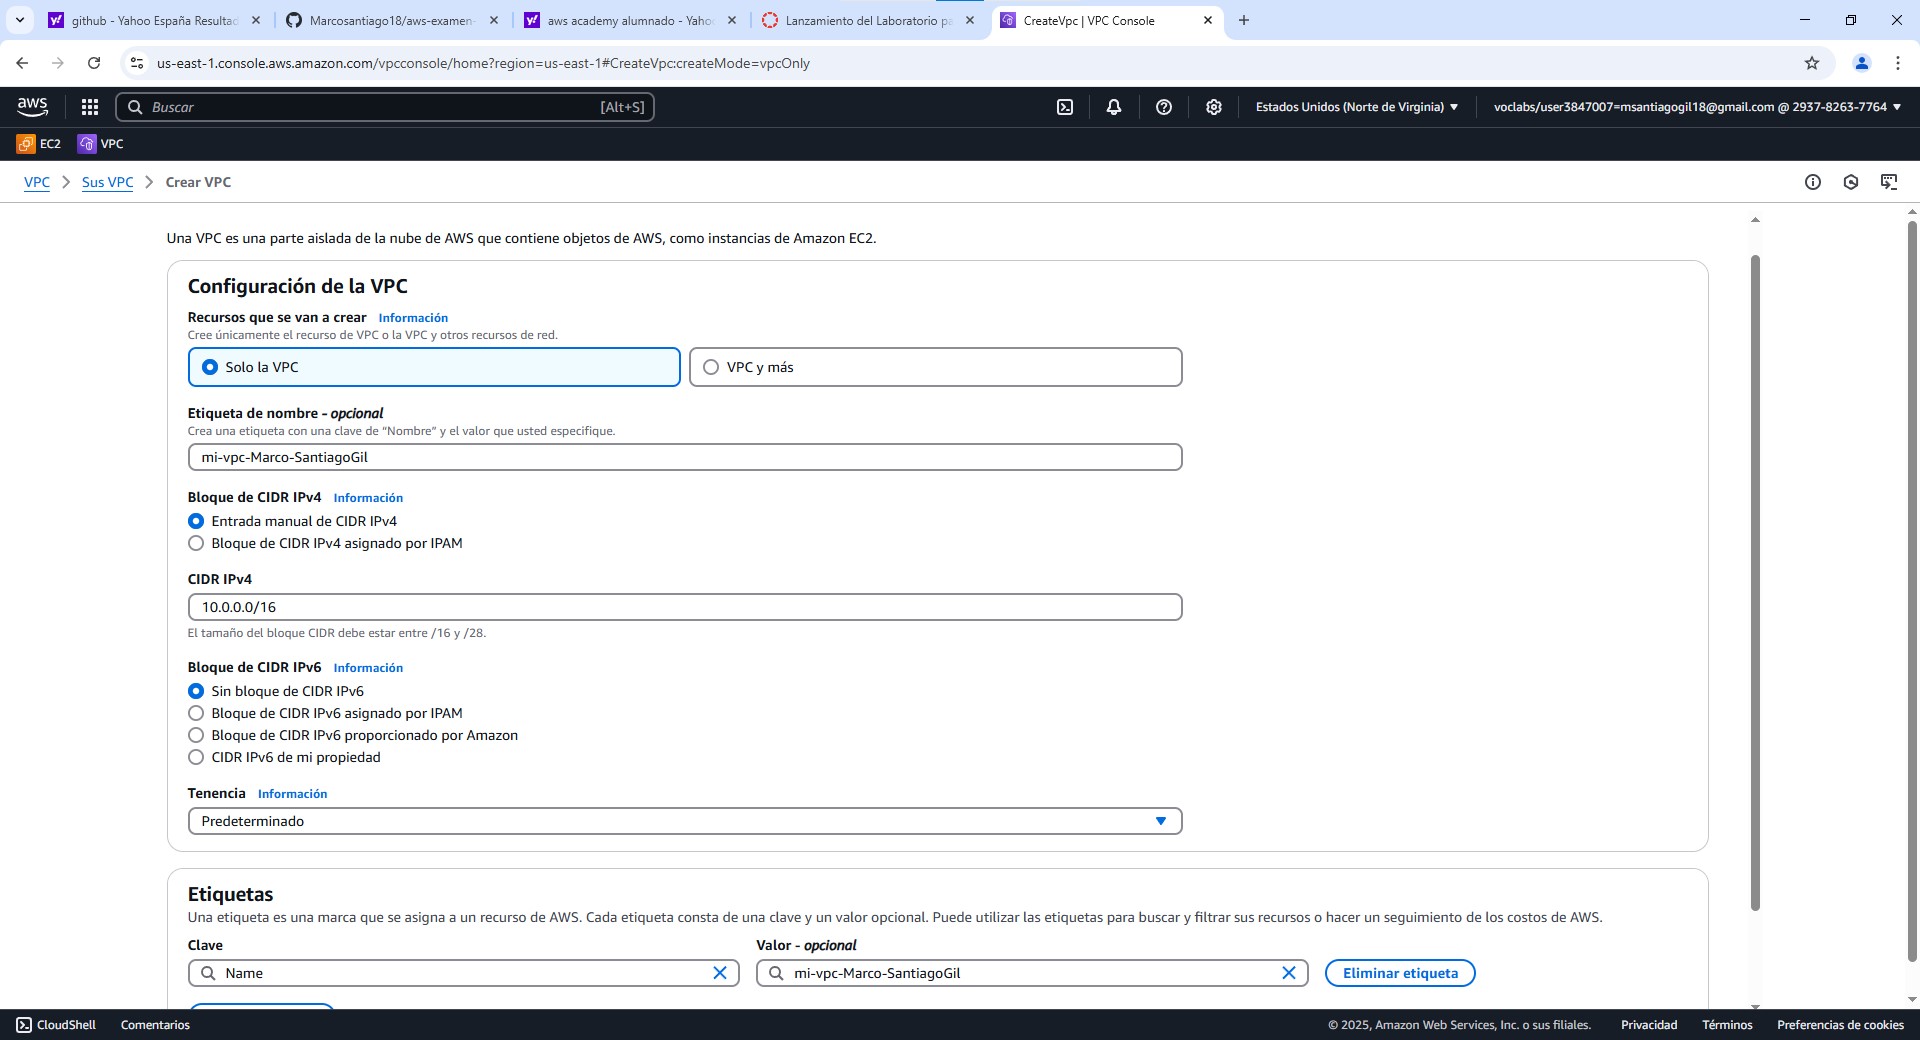 github - Yahoo España Resultad
Marcosantiago18/aws-examen-
aws academy alumnado - Yaho
Lanzamiento del Laboratorio pa
CreateVpc | VPC Console
us-east-1.console.aws.amazon.com/vpcconsole/home?region=us-east-1#CreateVpc:createMode=vpcOnly
aws
Buscar
[Alt+S]
Estados Unidos (Norte de Virginia)
voclabs/user3847007=msantiagogil18@gmail.com @ 2937-8263-7764
EC2
VPC
VPC
Sus VPC
Crear VPC
Una VPC es una parte aislada de la nube de AWS que contiene objetos de AWS, como instancias de Amazon EC2.
Configuración de la VPC
Recursos que se van a crear Información
Cree únicamente el recurso de VPC o la VPC y otros recursos de red.
Solo la VPC
VPC y más
Etiqueta de nombre - opcional
Crea una etiqueta con una clave de “Nombre” y el valor que usted especifique.
mi-vpc-Marco-SantiagoGil
Bloque de CIDR IPv4 Información
Entrada manual de CIDR IPv4
Bloque de CIDR IPv4 asignado por IPAM
CIDR IPv4
10.0.0.0/16
El tamaño del bloque CIDR debe estar entre /16 y /28.
Bloque de CIDR IPv6 Información
Sin bloque de CIDR IPv6
Bloque de CIDR IPv6 asignado por IPAM
Bloque de CIDR IPv6 proporcionado por Amazon
CIDR IPv6 de mi propiedad
Tenencia Información
Predeterminado
Etiquetas
Una etiqueta es una marca que se asigna a un recurso de AWS. Cada etiqueta consta de una clave y un valor opcional. Puede utilizar las etiquetas para buscar y filtrar sus recursos o hacer un seguimiento de los costos de AWS.
Clave
Valor - opcional
Name
mi-vpc-Marco-SantiagoGil
Eliminar etiqueta
CloudShell
Comentarios
© 2025, Amazon Web Services, Inc. o sus filiales.
Privacidad
Términos
Preferencias de cookies